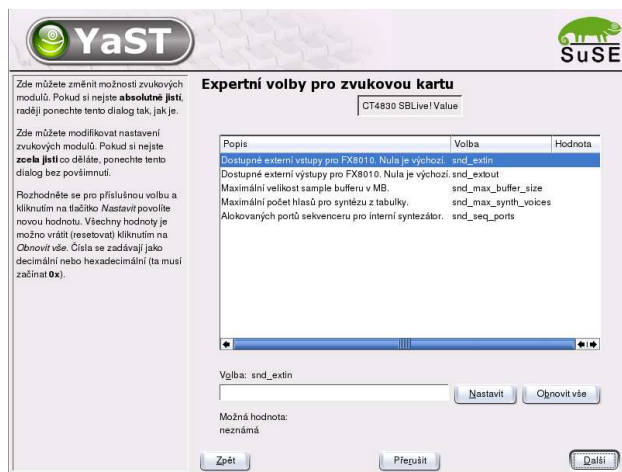 YaST
SuSE
Zde můžete změnit možnosti zvukových
modulů. Pokud si nejste absolutně jistí,
raději ponechte tento dialog tak, jak je.
Zde můžete modifikovat nastavení
zvukových modulů. Pokud si nejste
zcela jisti co děláte, ponechte tento
dialog bez povšimnutí.
Rozhodněte se pro příslušnou volbu a
kliknutím na tlačítko Nastavit povolíte
novou hodnotu. Všechny hodnoty je
možno vrátit (resetovat) kliknutím na
Obnovit vše. Čísla se zadávají jako
decimální nebo hexadecimální (ta musí
začínat 0x).
Expertní volby pro zvukovou kartu
CT4830 SBLive! Value
Popis Volba Hodnota
Dostupné externí vstupy pro FX8010. Nula je výchozí. snd_extin
Dostupné externí výstupy pro FX8010. Nula je výchozí. snd_extout
Maximální velikost sample bufferu v MB. snd_max_buffer_size
Maximální počet hlasů pro syntézu z tabulky. snd_max_synth_voices
Alokovaných portů sekvenceru pro interní syntezátor. snd_seq_ports
Volba: snd_extin
Nastavit Obnovit vše
Možná hodnota:
neznámá
Zpět Přerušit Další